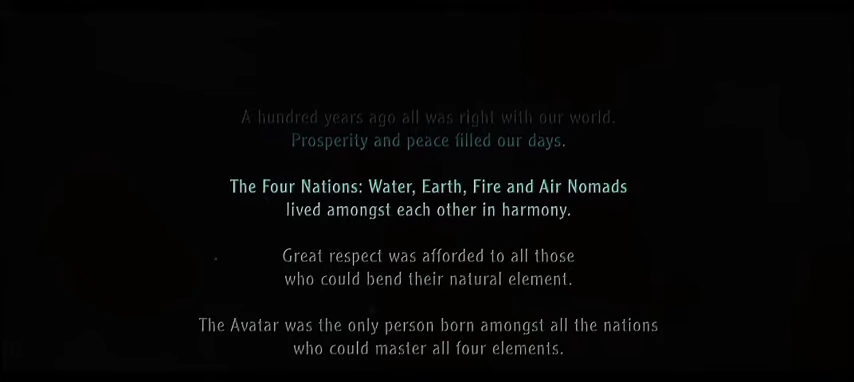 A hundred years ago all was right with our world.
Prosperity and peace filled our days.
The Four Nations: Water, Earth, Fire and Air Nomads
lived amongst each other in harmony.
Great respect was afforded to all those
who could bend their natural element.
The Avatar was the only person born amongst all the nations
who could master all four elements.